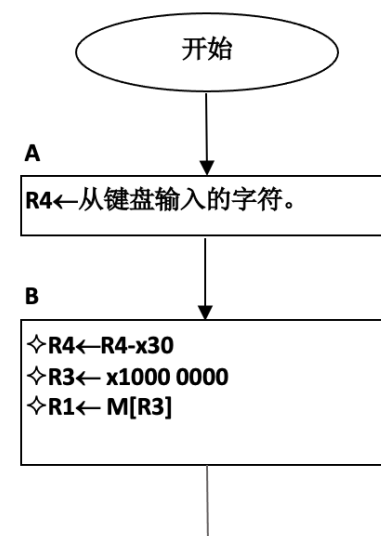 开始
A
R4←从键盘输入的字符。
B
✧R4←R4-x30
✧R3← x1000 0000
✧R1← M[R3]